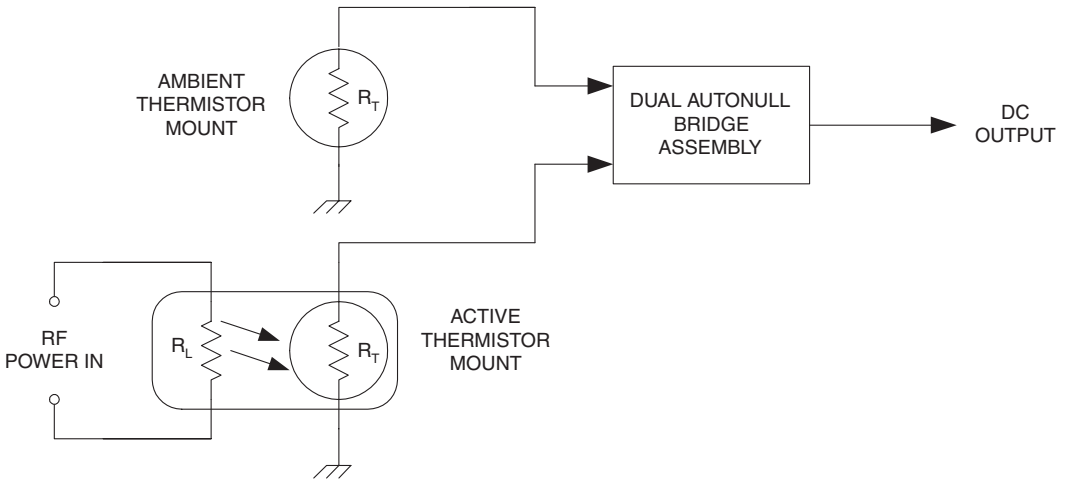 AMBIENT
THERMISTOR
MOUNT
R_T
DUAL AUTONULL
BRIDGE
ASSEMBLY
DC
OUTPUT
RF
POWER IN
R_L
R_T
ACTIVE
THERMISTOR
MOUNT